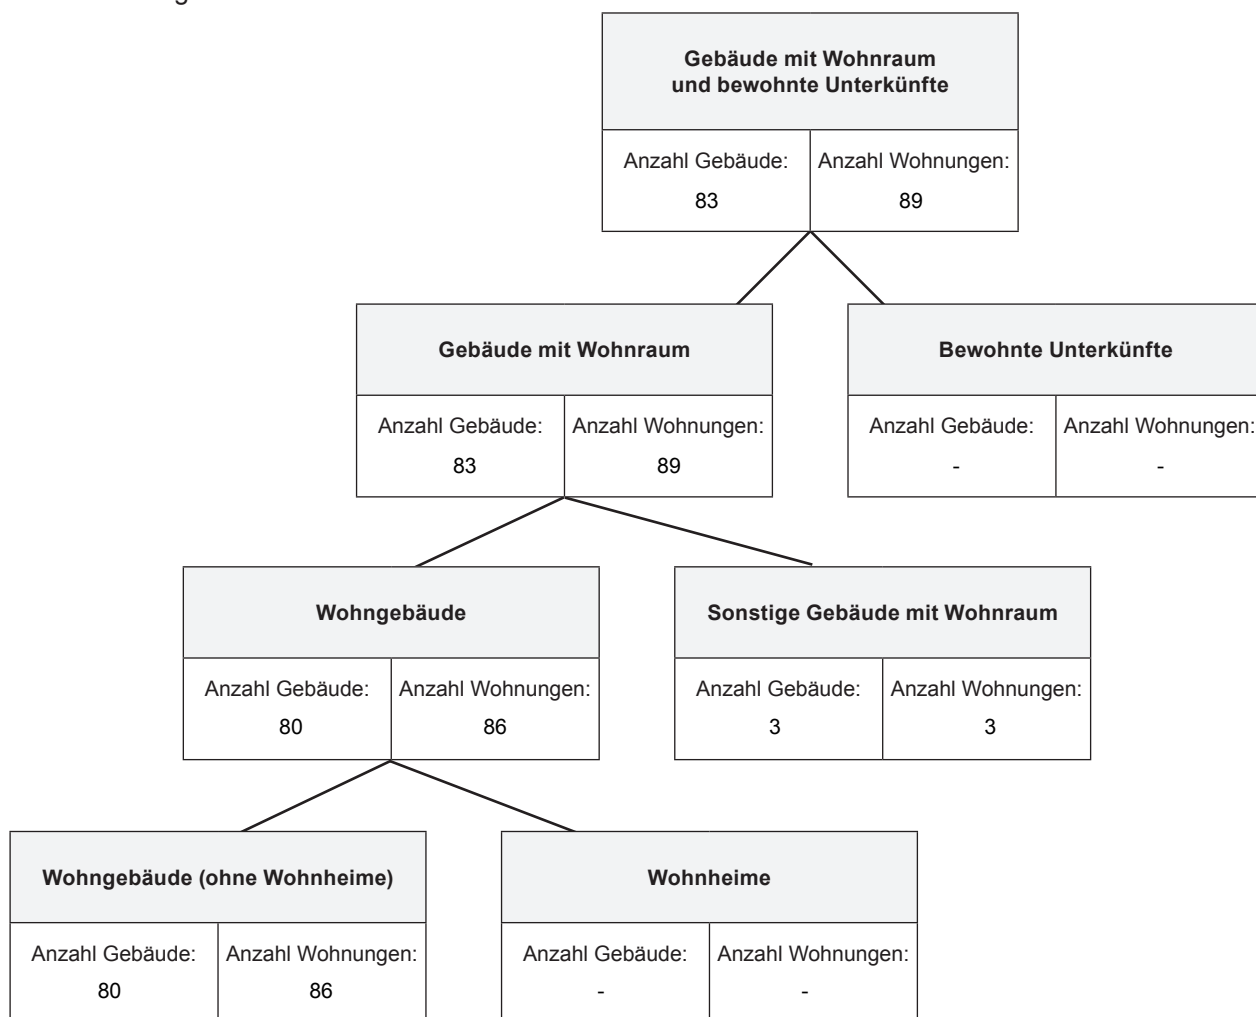 Gebäude mit Wohnraum
und bewohnte Unterkünfte
Anzahl Gebäude: Anzahl Wohnungen:
83 89
Gebäude mit Wohnraum
Anzahl Gebäude: Anzahl Wohnungen:
83 89
Bewohnte Unterkünfte
Anzahl Gebäude: Anzahl Wohnungen:
- -
Wohngebäude
Anzahl Gebäude: Anzahl Wohnungen:
80 86
Sonstige Gebäude mit Wohnraum
Anzahl Gebäude: Anzahl Wohnungen:
3 3
Wohngebäude (ohne Wohnheime)
Anzahl Gebäude: Anzahl Wohnungen:
80 86
Wohnheime
Anzahl Gebäude: Anzahl Wohnungen:
- -